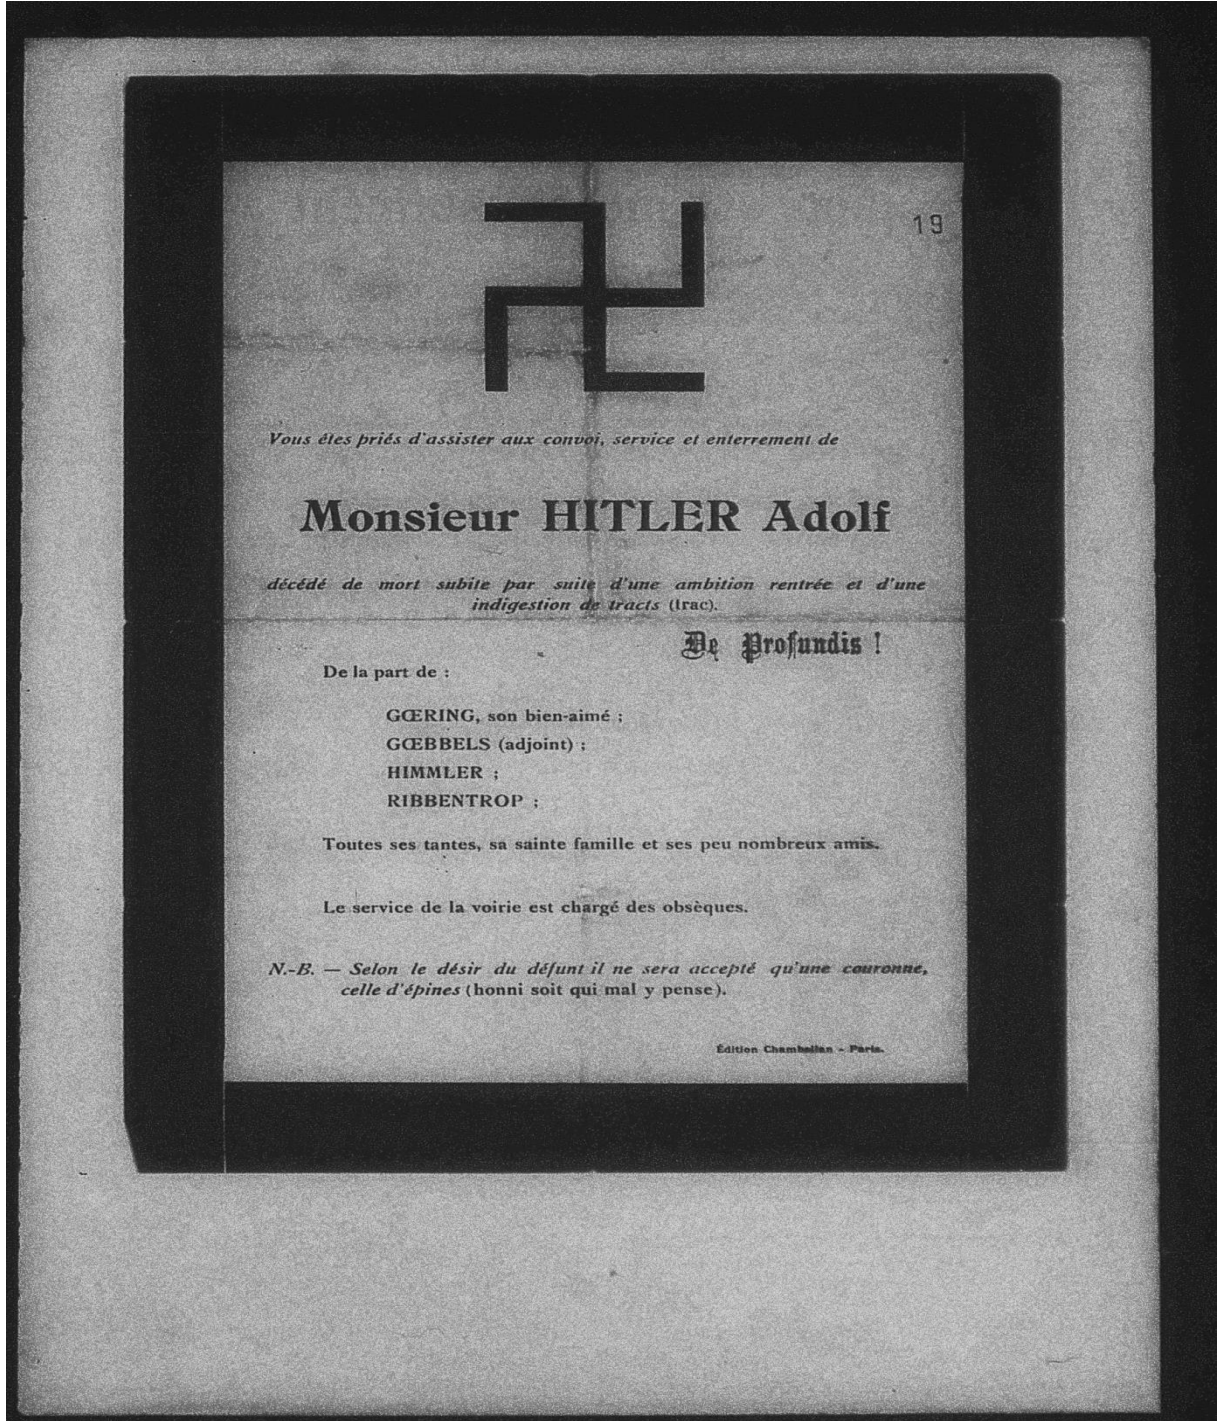 19
Vous êtes priés d'assister aux convoi, service et enterrement de
Monsieur HITLER Adolf
décédé de mort subite par suite d'une ambition rentrée et d'une
indigestion de tracts (trac).
De Profundis !
De la part de :
GŒRING, son bien-aimé ;
GŒBBELS (adjoint) ;
HIMMLER ;
RIBBENTROP ;
Toutes ses tantes, sa sainte famille et ses peu nombreux amis.
Le service de la voirie est chargé des obsèques.
N.-B. — Selon le désir du défunt il ne sera accepté qu'une couronne,
celle d'épines (honni soit qui mal y pense).
Édition Chambellan - Paris.